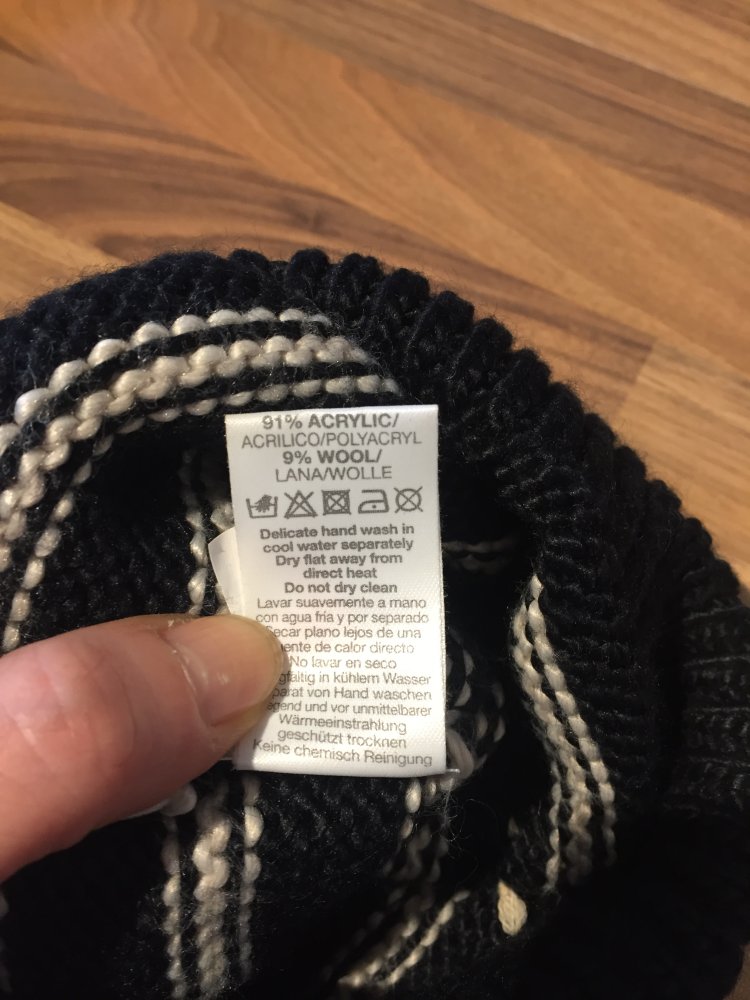 91% ACRYLIC/
ACRILICO/POLYACRYL
9% WOOL/
LANA/WOLLE
Delicate hand wash in
cool water separately
Dry flat away from
direct heat
Do not dry clean
Lavar suavemente a mano
con agua fría y por separado
Secar plano lejos de una
de calor directo
No lavar en seco
in kühlem Wasser
von Hand waschen
und vor unmittelbarer
Wärmeeinstrahlung
geschützt trocknen
Keine chemisch Reinigung